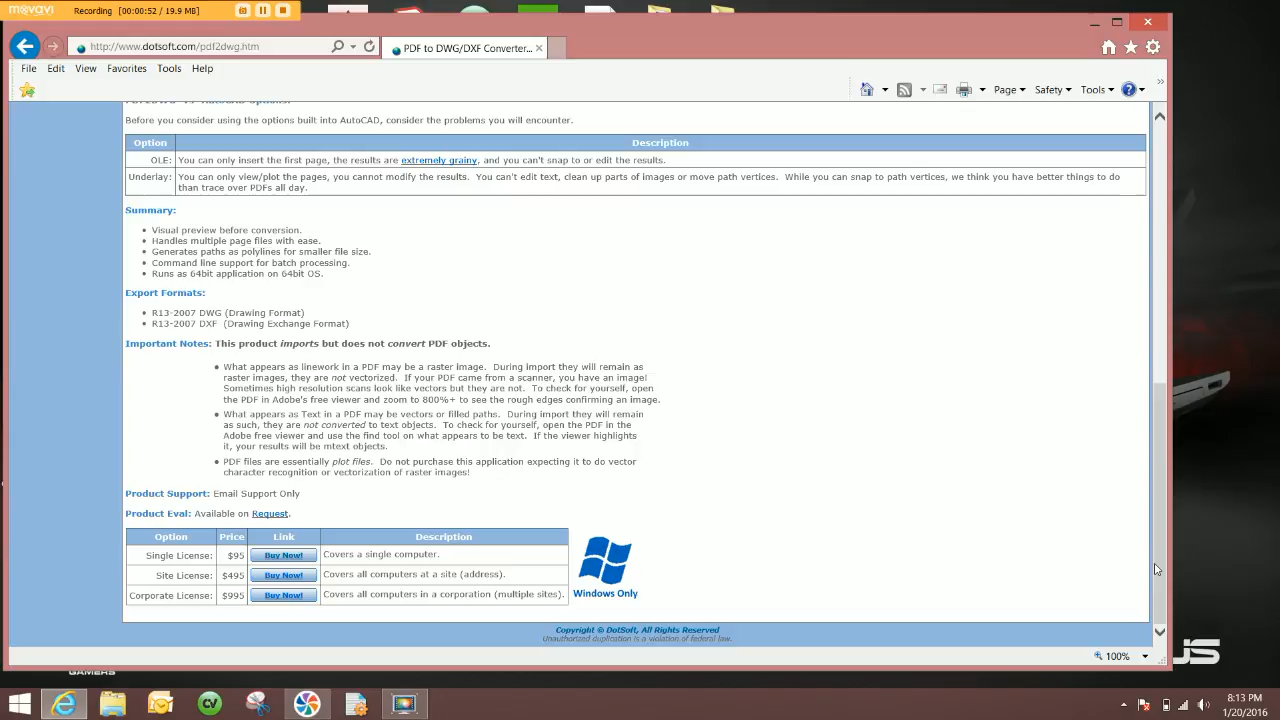 movavi
Recording [00:00:52 / 19.9 MB]
http://www.dotsoft.com/pdf2dwg.htm
PDF to DWG/DXF Converter...
File Edit View Favorites Tools Help
Page Safety Tools
Before you consider using the options built into AutoCAD, consider the problems you will encounter.
Option Description
OLE: You can only insert the first page, the results are extremely grainy, and you can't snap to or edit the results.
Underlay: You can only view/plot the pages, you cannot modify the results. You can't edit text, clean up parts of images or move path vertices. While you can snap to path vertices, we think you have better things to do
than trace over PDFs all day.
Summary:
• Visual preview before conversion.
• Handles multiple page files with ease.
• Generates paths as polylines for smaller file size.
• Command line support for batch processing.
• Runs as 64bit application on 64bit OS.
Export Formats:
• R13-2007 DWG (Drawing Format)
• R13-2007 DXF (Drawing Exchange Format)
Important Notes: This product imports but does not convert PDF objects.
• What appears as linework in a PDF may be a raster image. During import they will remain as
raster images, they are not vectorized. If your PDF came from a scanner, you have an image!
Sometimes high resolution scans look like vectors but they are not. To check for yourself, open
the PDF in Adobe's free viewer and zoom to 800%+ to see the rough edges confirming an image.
• What appears as Text in a PDF may be vectors or filled paths. During import they will remain
as such, they are not converted to text objects. To check for yourself, open the PDF in the
Adobe free viewer and use the find tool on what appears to be text. If the viewer highlights
it, your results will be mtext objects.
• PDF files are essentially plot files. Do not purchase this application expecting it to do vector
character recognition or vectorization of raster images!
Product Support: Email Support Only
Product Eval: Available on Request.
Option Price Link Description
Single License: $95 Buy Now! Covers a single computer.
Site License: $495 Buy Now! Covers all computers at a site (address).
Corporate License: $995 Buy Now! Covers all computers in a corporation (multiple sites).
Windows Only
Copyright © DotSoft, All Rights Reserved
Unauthorized duplication is a violation of federal law.
100%
GAMERS
8:13 PM
1/20/2016